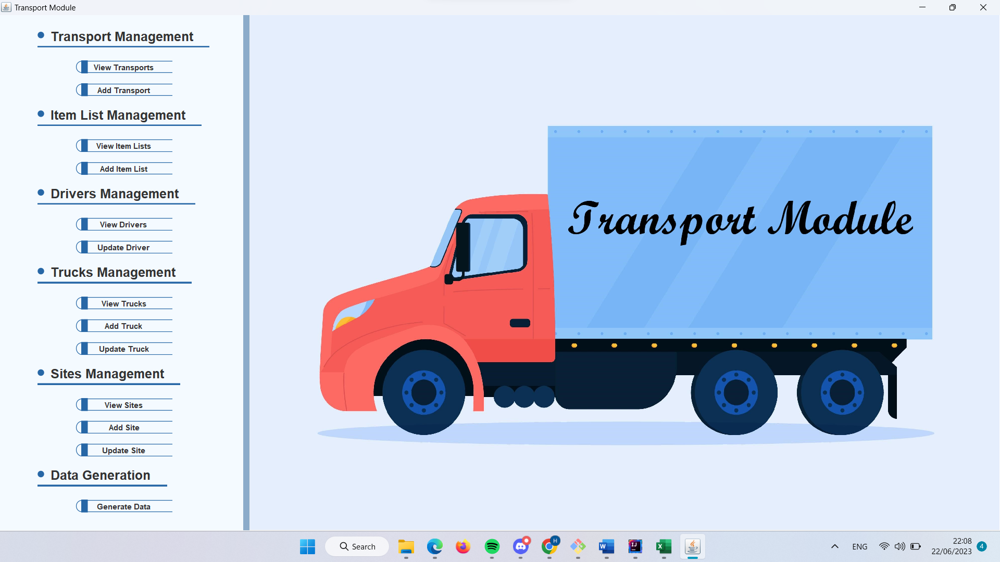 Transport Module
Transport Management
View Transports
Add Transport
Item List Management
View Item Lists
Add Item List
Drivers Management
View Drivers
Update Driver
Trucks Management
View Trucks
Add Truck
Update Truck
Sites Management
View Sites
Add Site
Update Site
Data Generation
Generate Data
Transport Module
Search
H
W
IJ
X
ENG
22:08
22/06/2023
4